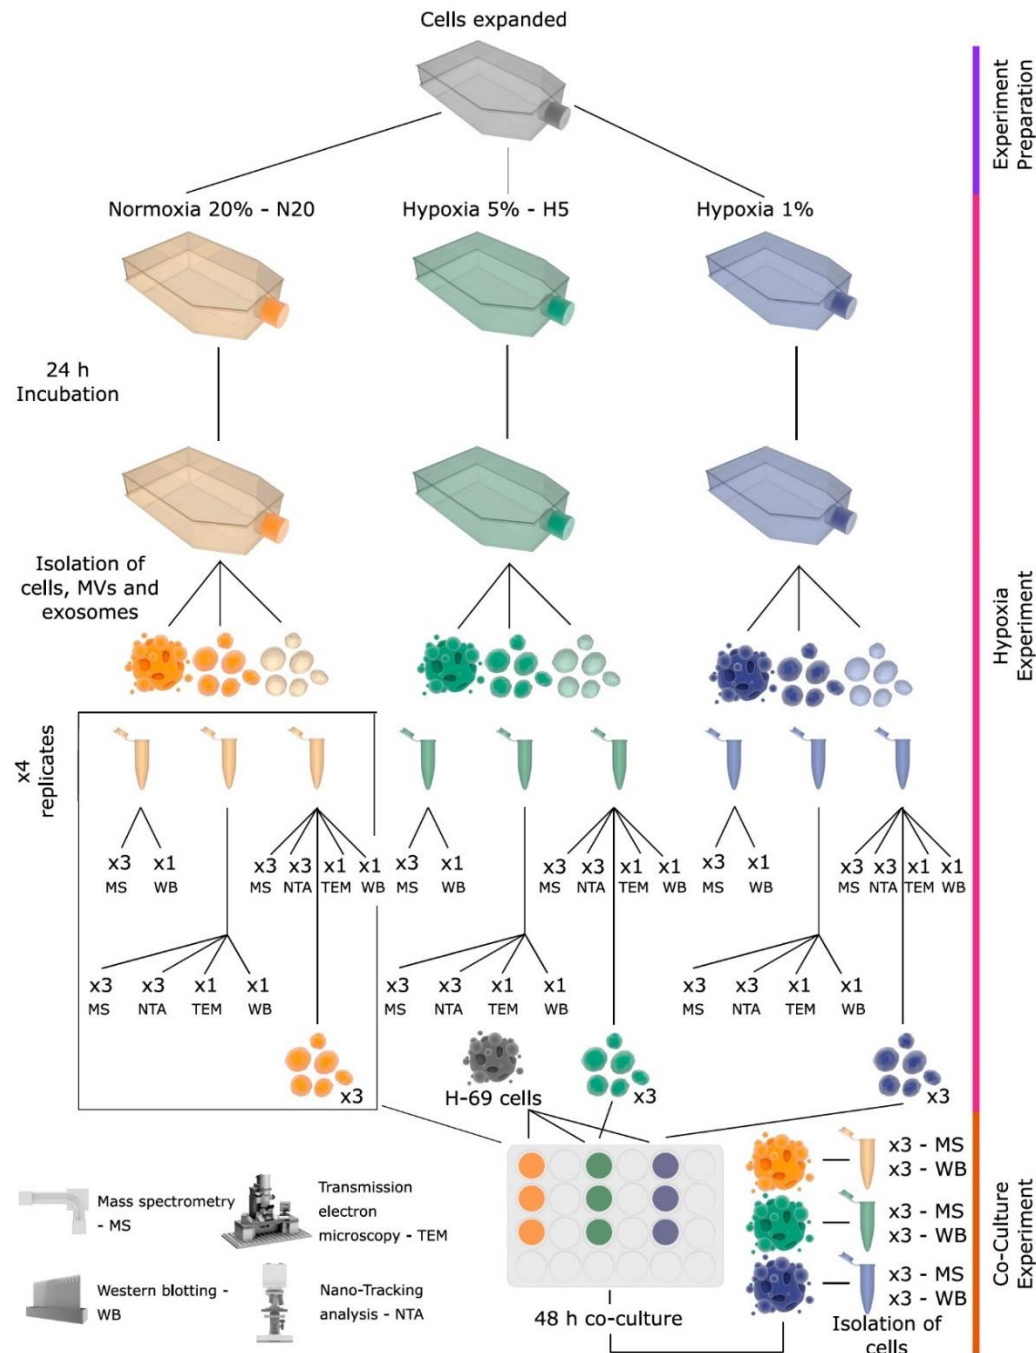 Cells expanded
Experiment
Preparation
Normoxia 20% - N20
Hypoxia 5% - H5
Hypoxia 1%
24 h
Incubation
Isolation of
cells, MVs and
exosomes
Hypoxia
Experiment
x4
replicates
x3 x1 x3 x3 x1 x1 x3 x1 x3 x3 x1 x1 x3 x1 x3 x3 x1 x1
MS WB MS NTA TEM WB MS WB MS NTA TEM WB MS WB MS NTA TEM WB
x3 x3 x1 x1 x3 x3 x1 x1 x3 x3 x1 x1
MS NTA TEM WB MS NTA TEM WB MS NTA TEM WB
x3
H-69 cells
x3
x3
Co-Culture
Experiment
x3 - MS
x3 - WB
x3 - MS
x3 - WB
x3 - MS
x3 - WB
Isolation of
cells
48 h co-culture
Mass spectrometry
- MS
Transmission
electron
microscopy - TEM
Western blotting -
WB
Nano-Tracking
analysis - NTA